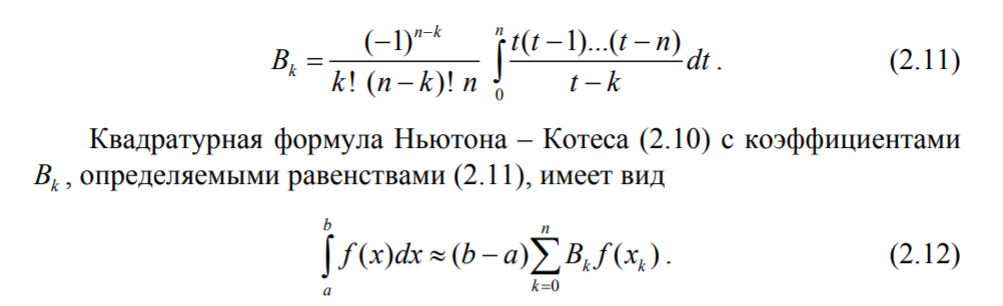 B_k = \frac{(-1)^{n-k}}{k! \, (n-k)! \, n} \int_0^n \frac{t(t-1)...(t-n)}{t-k} dt . (2.11)
Квадратурная формула Ньютона – Котеса (2.10) с коэффициентами
B_k , определяемыми равенствами (2.11), имеет вид
\int_a^b f(x)dx \approx (b-a) \sum_{k=0}^n B_k f(x_k) . (2.12)